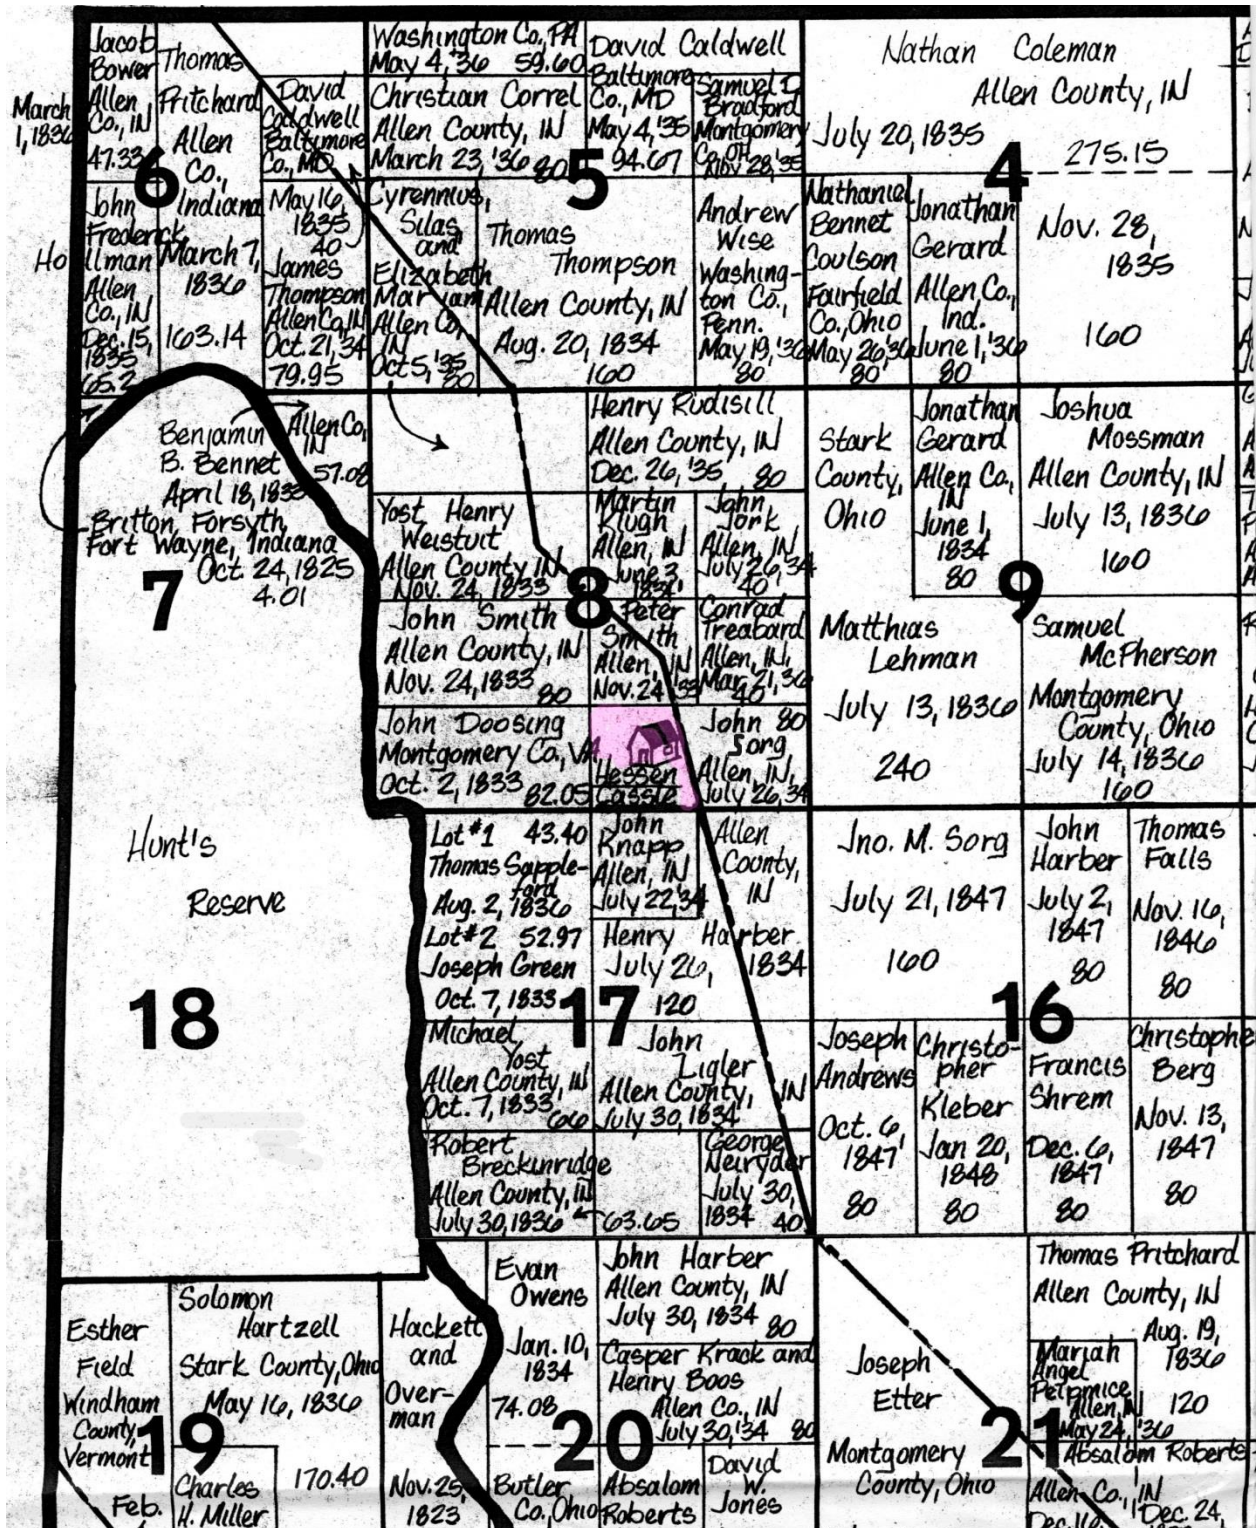 March
1, 1836
Jacob
Bower
Allen
Co., IN
47.33
Thomas
Pritchard
Allen
Co.,
Indiana
March 7,
1836
163.14
David
Caldwell
Baltimore
Co., MD
May 16,
1835
40
6
John
Frederick
Hollman
Allen
Co., IN
Dec. 15,
1835
65.2
James
Thompson
Allen Co, IN
Oct. 21, 34
79.95
Washington Co., PA
May 4, '36 59.60
Christian Correl
Allen County, IN
March 23, '36 80
David Caldwell
Baltimore
Co., MD
May 4, '35
94.67
Samuel D.
Bradford
Montgomery
Co, OH
Nov 28, '35
5
Cyrennius,
Silas
and
Elizabeth
Mariam
Allen Co,
IN
Oct 5, '35
80
Thomas
Thompson
Allen County, IN
Aug. 20, 1834
160
Andrew
Wise
Washing-
ton Co.,
Penn.
May 19, '36
80
Nathan Coleman
Allen County, IN
July 20, 1835
275.15
4
Nathaniel
Bennet
Coulson
Fairfield
Co., Ohio
May 26, '36
80
Jonathan
Gerard
Allen Co.,
Ind.
June 1, '36
80
Nov. 28,
1835
160
Benjamin
B. Bennet
April 18, 1835
Allen Co,
IN
57.08
Britton, Forsyth,
Fort Wayne, Indiana
Oct. 24, 1825
4.01
7
Henry Rudisill
Allen County, IN
Dec. 26, '35 80
Yost Henry
Weistuit
Allen County IN
Nov. 24, 1833
Martin
Klugh
Allen, IN
June 3,
1834
John
Jork
Allen, IN
July 26, 34
40
8
John Smith
Allen County, IN
Nov. 24, 1833 80
Peter
Smith
Allen, IN
Nov. 24 '33
Conrad
Treabard
Allen, IN,
Mar. 21, 36
40
John Doosing
Montgomery Co., VA
Oct. 2, 1833
82.05
Hessen
Cassle
John 80
Sorg
Allen, IN,
July 26, 34
Stark
County,
Ohio
Jonathan
Gerard
Allen Co.,
IN
June 1,
1834
80
Joshua
Mossman
Allen County, IN
July 13, 1836
160
9
Matthias
Lehman
July 13, 1836
240
Samuel
McPherson
Montgomery
County, Ohio
July 14, 1836
160
Hunt's
Reserve
18
Lot #1 43.40
Thomas Sapple-
ford
Aug. 2, 1836
Lot #2 52.97
Joseph Green
Oct. 7, 1833
John
Knapp
Allen, IN
July 22, 34
Allen
County,
IN
Henry Harber
July 26, 1834
120
17
Michael
Yost
Allen County, IN
Oct. 7, 1833
66
John
Ligler
Allen County, IN
July 30, 1834
Robert
Breckinridge
Allen County, IN
July 30, 1836
63.65
George
Neiryder
July 30,
1834 40
Jno. M. Sorg
July 21, 1847
160
John
Harber
July 2,
1847
80
Thomas
Falls
Nov. 16,
1846
80
16
Joseph
Andrews
Oct. 6,
1847
80
Christo-
pher
Kleber
Jan 20,
1848
80
Francis
Shrem
Dec. 6,
1847
80
Christophe
Berg
Nov. 13,
1847
80
Esther
Field
Windham
County,
Vermont
Feb.
Solomon
Hartzell
Stark County, Ohio
May 16, 1836
170.40
19
Charles
H. Miller
Hackett
and
Over-
man
Nov. 25,
1823
Evan
Owens
Jan. 10,
1834
74.08
Butler
Co., Ohio
John Harber
Allen County, IN
July 30, 1834
80
Casper Krack and
Henry Boos
Allen Co., IN
July 30, '34 80
20
Absalom
Roberts
David
W.
Jones
Joseph
Etter
Montgomery
County, Ohio
21
Thomas Pritchard
Allen County, IN
Aug. 19,
1836
120
Mariah
Angel
Allen, IN
May 24, '36
Absalom Roberts
Allen Co., IN
Dec. 24,